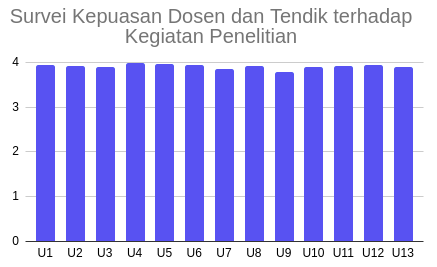 Survei Kepuasan Dosen dan Tendik terhadap
Kegiatan Penelitian
4
3
2
1
0
U1 U2 U3 U4 U5 U6 U7 U8 U9 U10 U11 U12 U13